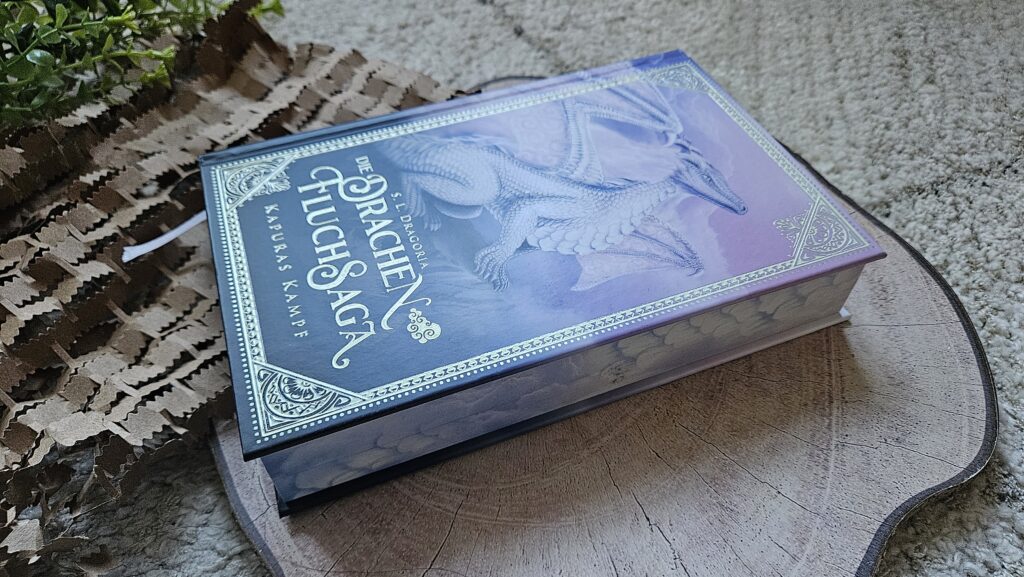 S. L. DRAGORIA
DIE
DRACHEN
FLUCH SAGA
KAPURAS KAMPF